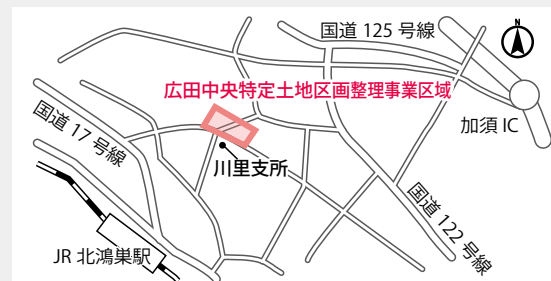 国道 125 号線
N
広田中央特定土地区画整理事業区域
国道 17 号線
加須 IC
川里支所
国道 122 号線
JR 北鴻巣駅